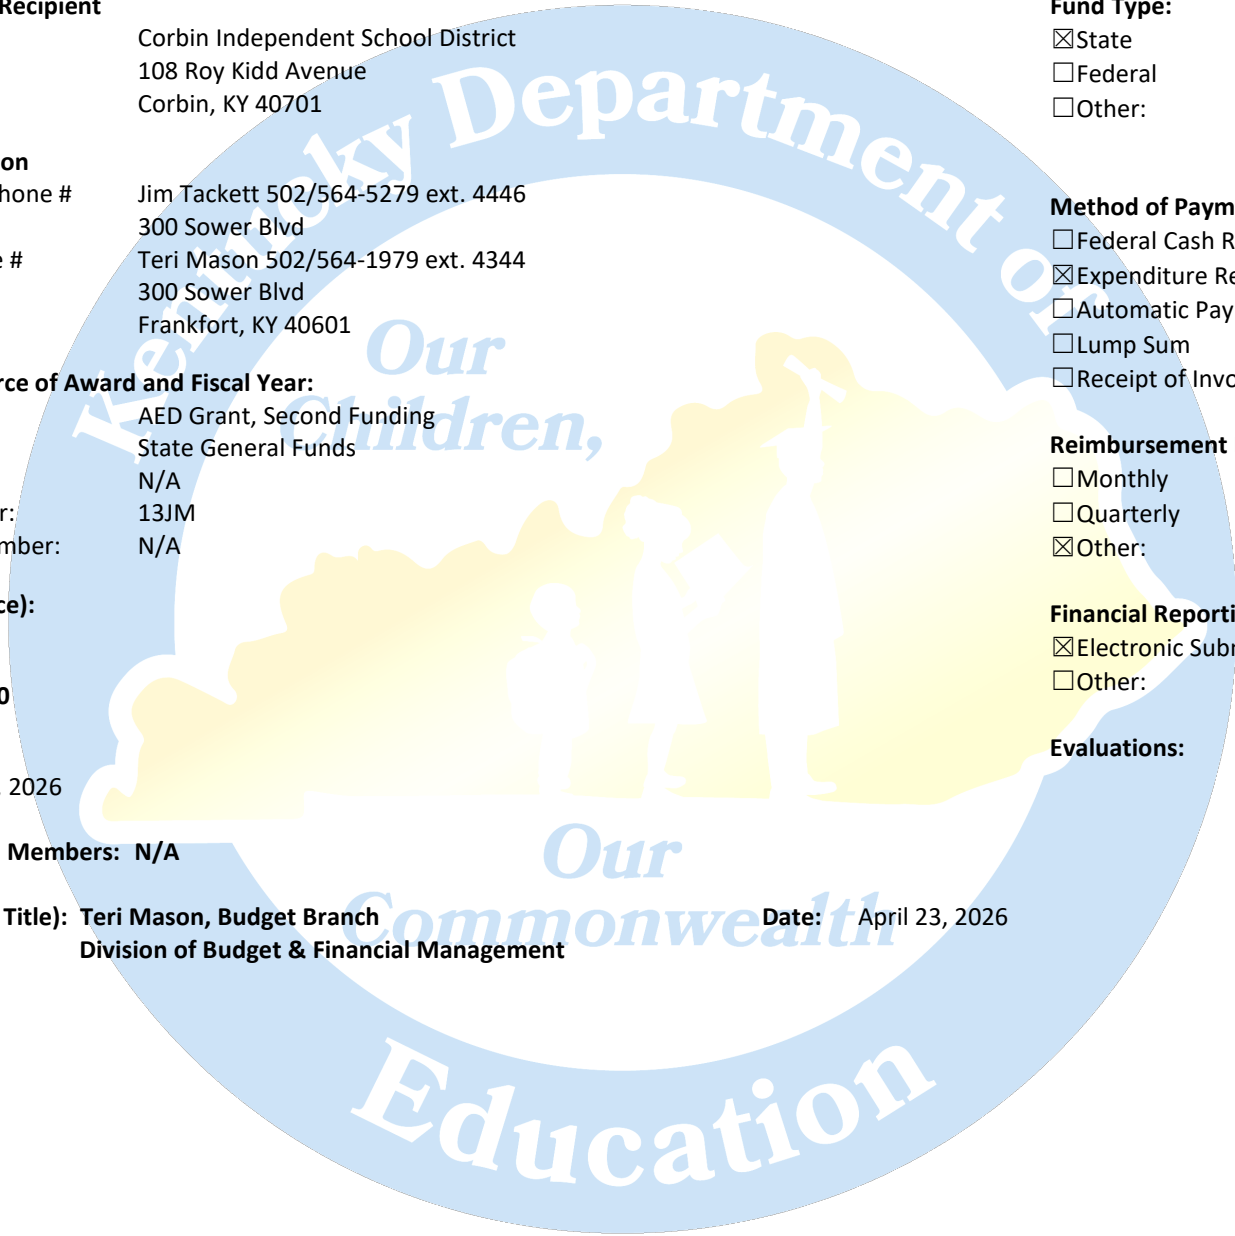 Recipient
Corbin Independent School District
108 Roy Kidd Avenue
Corbin, KY 40701
on
hone # Jim Tackett 502/564-5279 ext. 4446
300 Sower Blvd
e # Teri Mason 502/564-1979 ext. 4344
300 Sower Blvd
Frankfort, KY 40601
rce of Award and Fiscal Year:
AED Grant, Second Funding
State General Funds
N/A
r: 13JM
mber: N/A
ce):
0
, 2026
Members: N/A
Title): Teri Mason, Budget Branch Date: April 23, 2026
Division of Budget & Financial Management
Fund Type:
☒State
☐Federal
☐Other:
Method of Paym
☐Federal Cash R
☒Expenditure Re
☐Automatic Pay
☐Lump Sum
☐Receipt of Invo
Reimbursement
☐Monthly
☐Quarterly
☒Other:
Financial Reporti
☒Electronic Subr
☐Other:
Evaluations:
Kentucky Department of
Education
Our
Children,
Our
Commonwealth